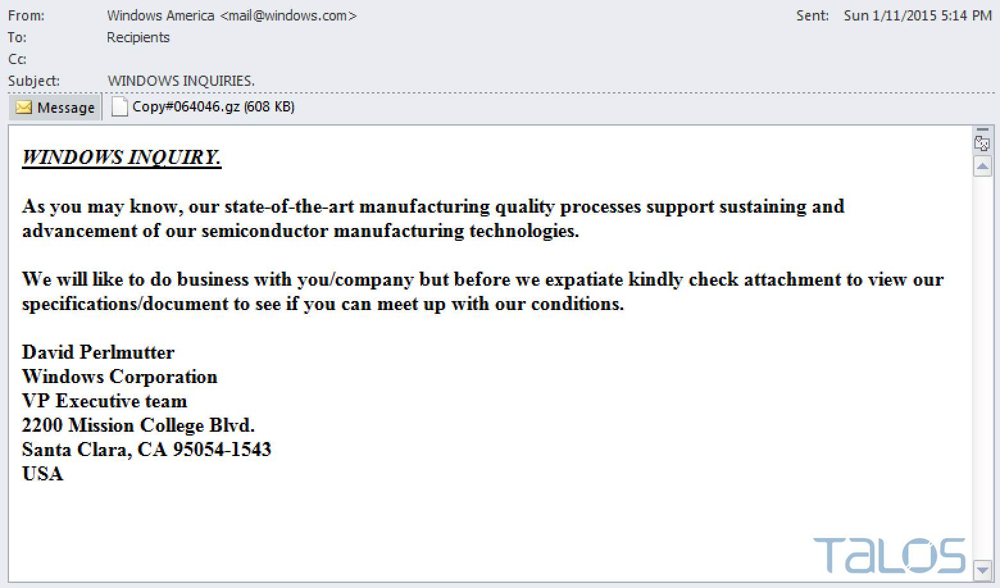 From: Windows America <mail@windows.com> Sent: Sun 1/11/2015 5:14 PM
To: Recipients
Cc:
Subject: WINDOWS INQUIRIES.
Message Copy#064046.gz (608 KB)
WINDOWS INQUIRY.
As you may know, our state-of-the-art manufacturing quality processes support sustaining and
advancement of our semiconductor manufacturing technologies.
We will like to do business with you/company but before we expatiate kindly check attachment to view our
specifications/document to see if you can meet up with our conditions.
David Perlmutter
Windows Corporation
VP Executive team
2200 Mission College Blvd.
Santa Clara, CA 95054-1543
USA
TALOS